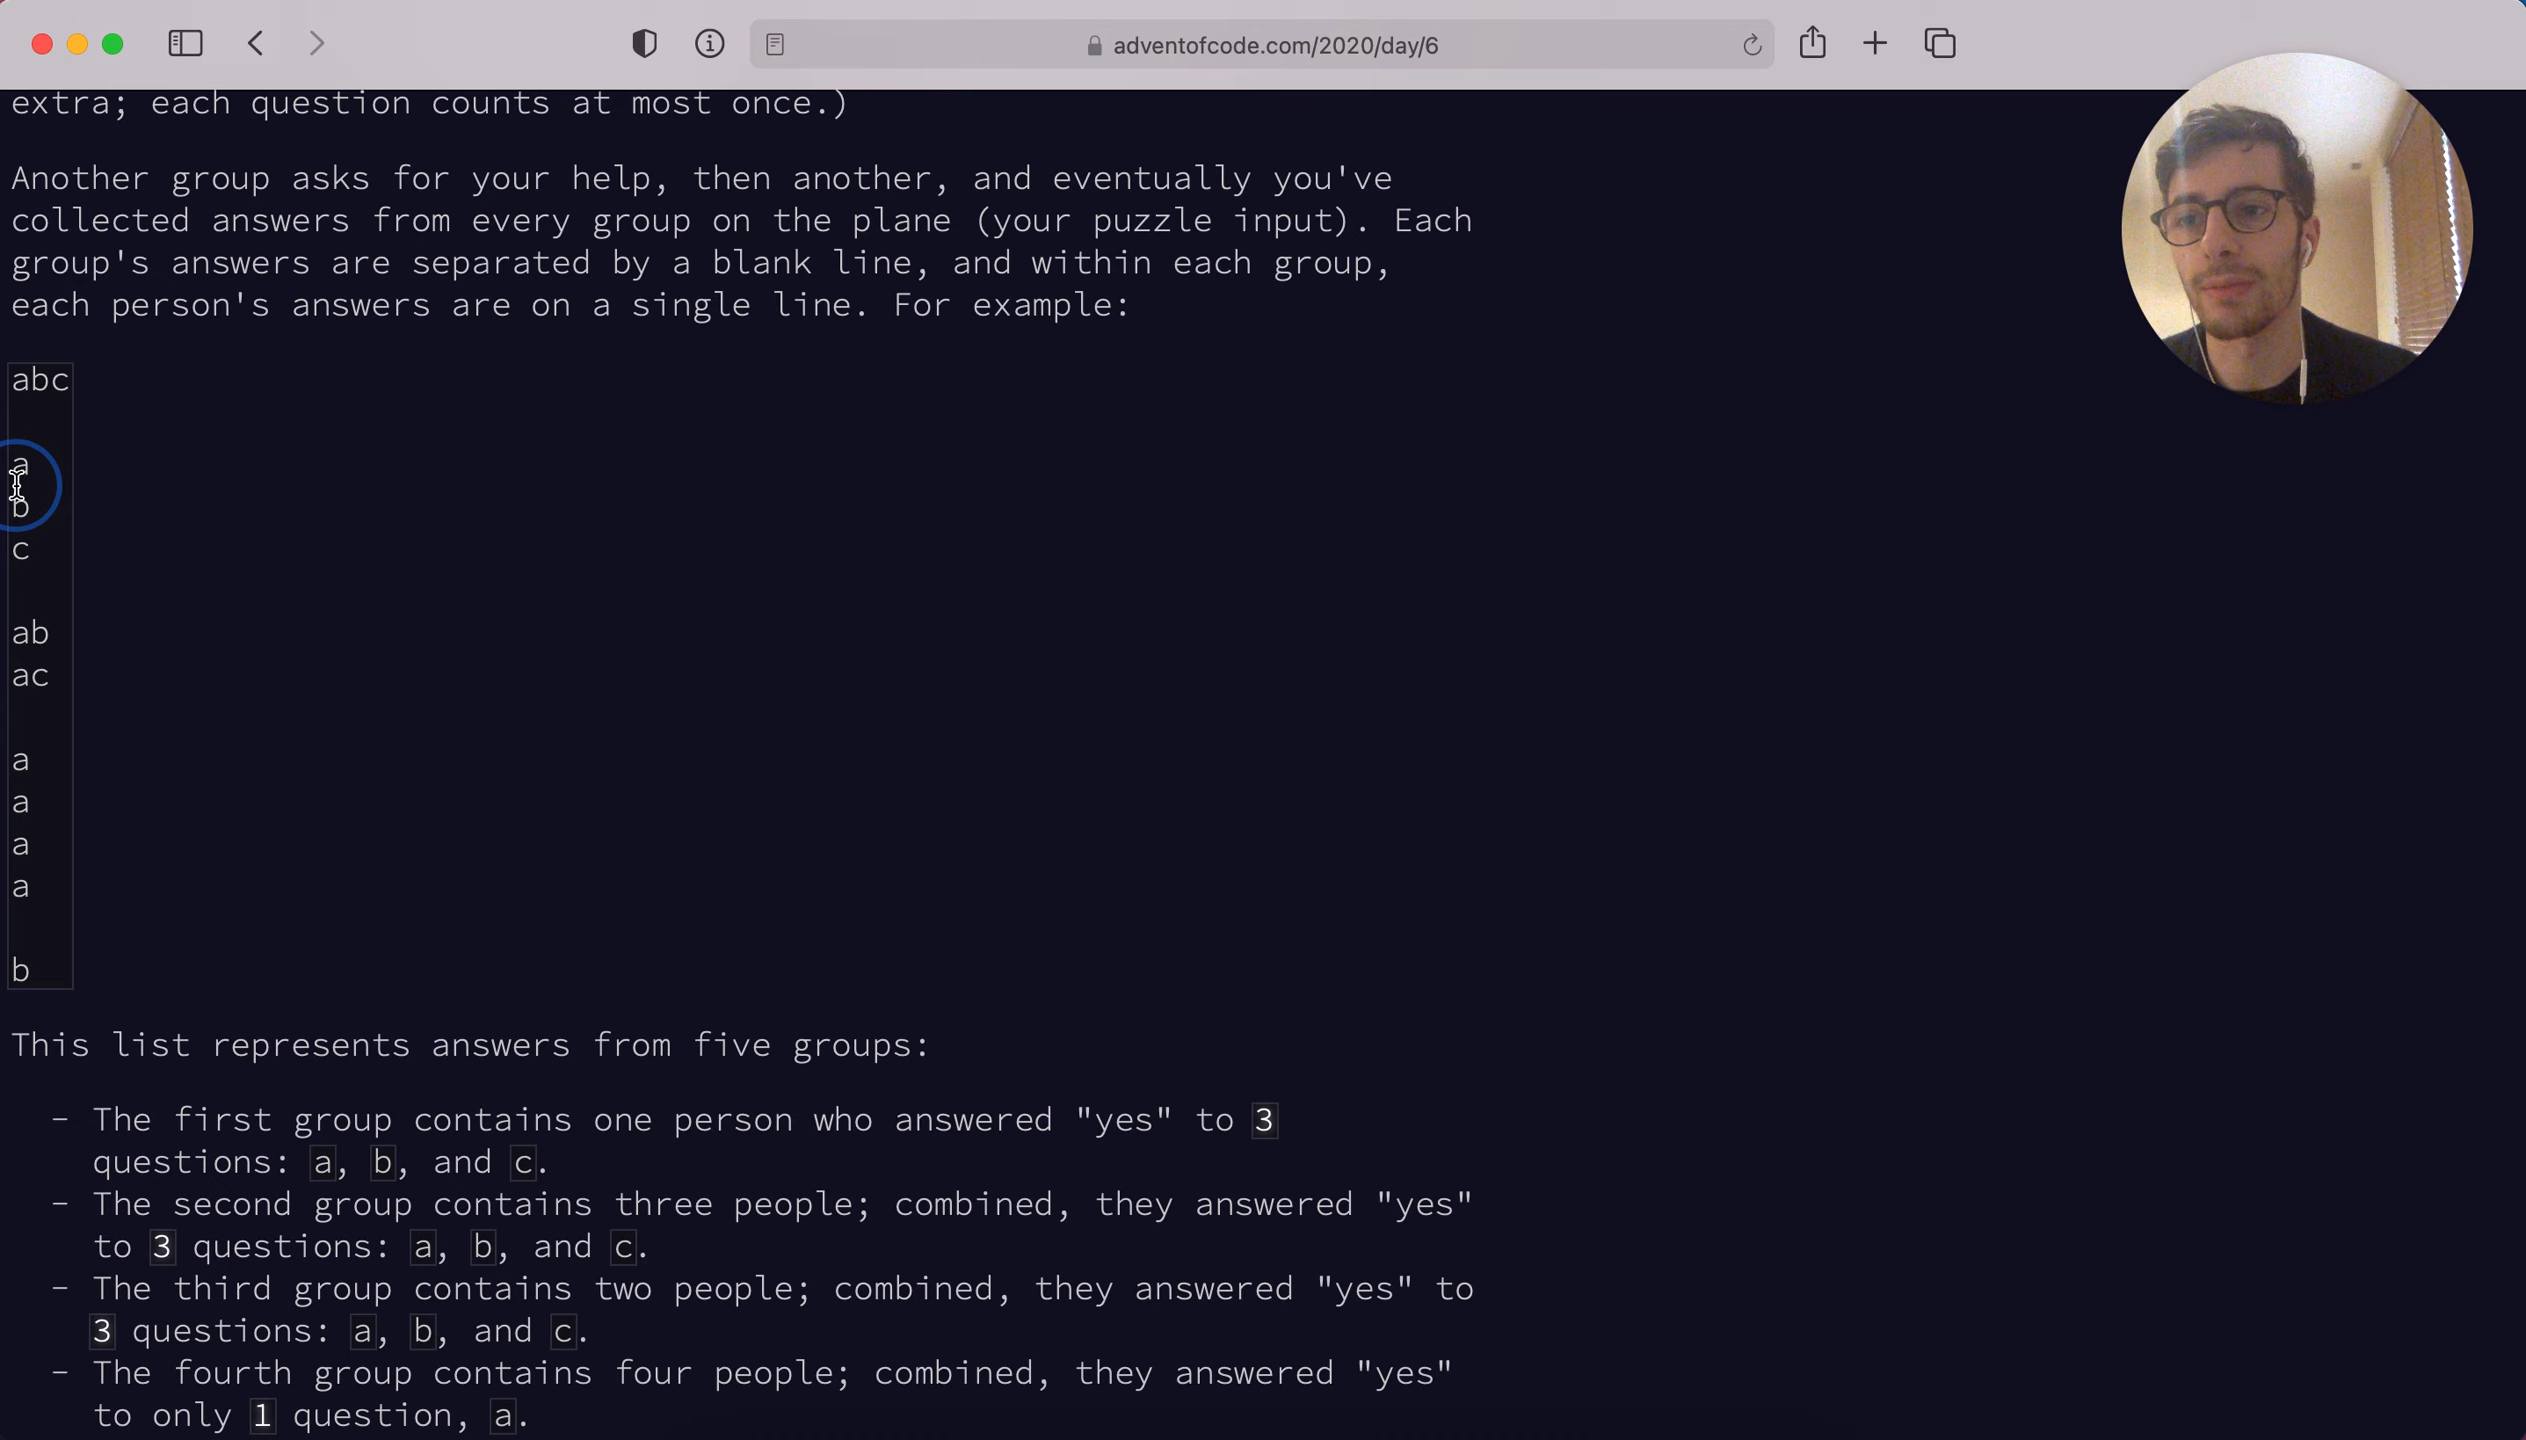 adventofcode.com/2020/day/6
extra; each question counts at most once.)
Another group asks for your help, then another, and eventually you've
collected answers from every group on the plane (your puzzle input). Each
group's answers are separated by a blank line, and within each group,
each person's answers are on a single line. For example:
abc
a
b
c
ab
ac
a
a
a
a
b
This list represents answers from five groups:
- The first group contains one person who answered "yes" to 3
questions: a, b, and c.
- The second group contains three people; combined, they answered "yes"
to 3 questions: a, b, and c.
- The third group contains two people; combined, they answered "yes" to
3 questions: a, b, and c.
- The fourth group contains four people; combined, they answered "yes"
to only 1 question, a.